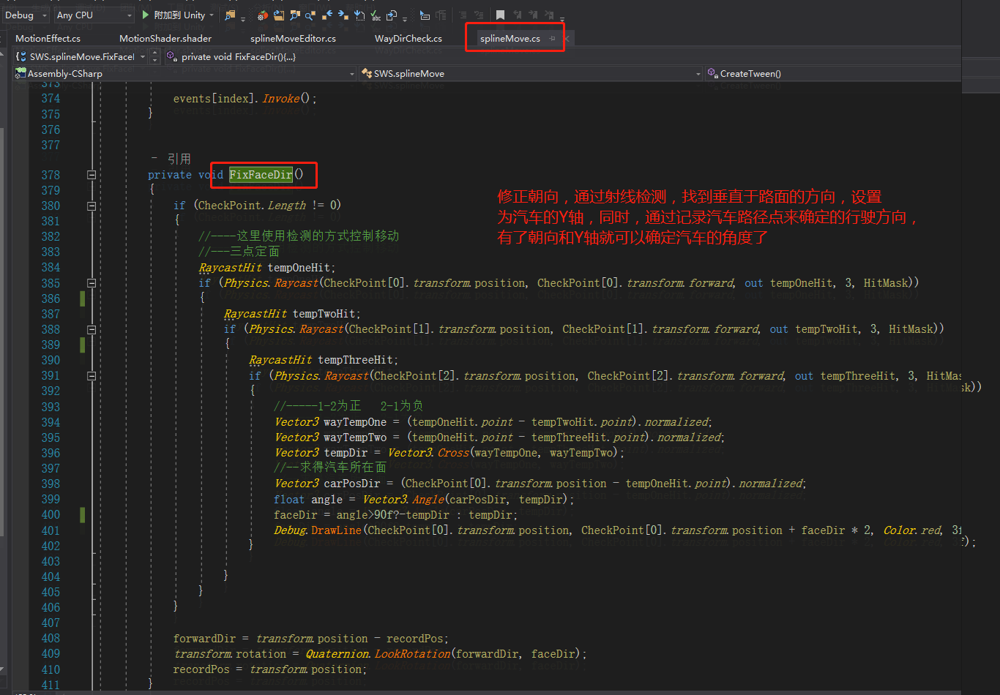 Debug Any CPU 附加到 Unity
MotionEffect.cs MotionShader.shader splineMoveEditor.cs WayDirCheck.cs splineMove.cs
SWS.splineMove.FixFaceI private void FixFaceDir(){...}
Assembly-CSharp SWS.splineMove CreateTween()
373
374 events[index].Invoke();
375 }
376
377
- 引用
378 private void FixFaceDir()
379 {
380 if (CheckPoint.Length != 0)
381 {
382 //----这里使用检测的方式控制移动
383 //---三点定面
384 RaycastHit tempOneHit;
385 if (Physics.Raycast(CheckPoint[0].transform.position, CheckPoint[0].transform.forward, out tempOneHit, 3, HitMask))
386 {
387 RaycastHit tempTwoHit;
388 if (Physics.Raycast(CheckPoint[1].transform.position, CheckPoint[1].transform.forward, out tempTwoHit, 3, HitMask))
389 {
390 RaycastHit tempThreeHit;
391 if (Physics.Raycast(CheckPoint[2].transform.position, CheckPoint[2].transform.forward, out tempThreeHit, 3, HitMask))
392 {
393 //-----1-2为正 2-1为负
394 Vector3 wayTempOne = (tempOneHit.point - tempTwoHit.point).normalized;
395 Vector3 wayTempTwo = (tempOneHit.point - tempThreeHit.point).normalized;
396 Vector3 tempDir = Vector3.Cross(wayTempOne, wayTempTwo);
397 //--求得汽车所在面
398 Vector3 carPosDir = (CheckPoint[0].transform.position - tempOneHit.point).normalized;
399 float angle = Vector3.Angle(carPosDir, tempDir);
400 faceDir = angle>90f?-tempDir : tempDir;
401 Debug.DrawLine(CheckPoint[0].transform.position, CheckPoint[0].transform.position + faceDir * 2, Color.red, 3f);
402 }
403
404 }
405 }
406 }
407
408 forwardDir = transform.position - recordPos;
409 transform.rotation = Quaternion.LookRotation(forwardDir, faceDir);
410 recordPos = transform.position;
411 }
修正朝向，通过射线检测，找到垂直于路面的方向，设置
为汽车的Y轴，同时，通过记录汽车路径点来确定的行驶方向，
有了朝向和Y轴就可以确定汽车的角度了